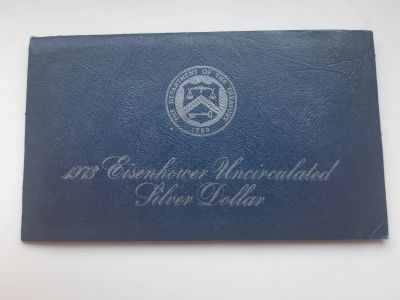 THE DEPARTMENT OF THE TREASURY
1789
1973 Eisenhower Uncirculated
Silver Dollar